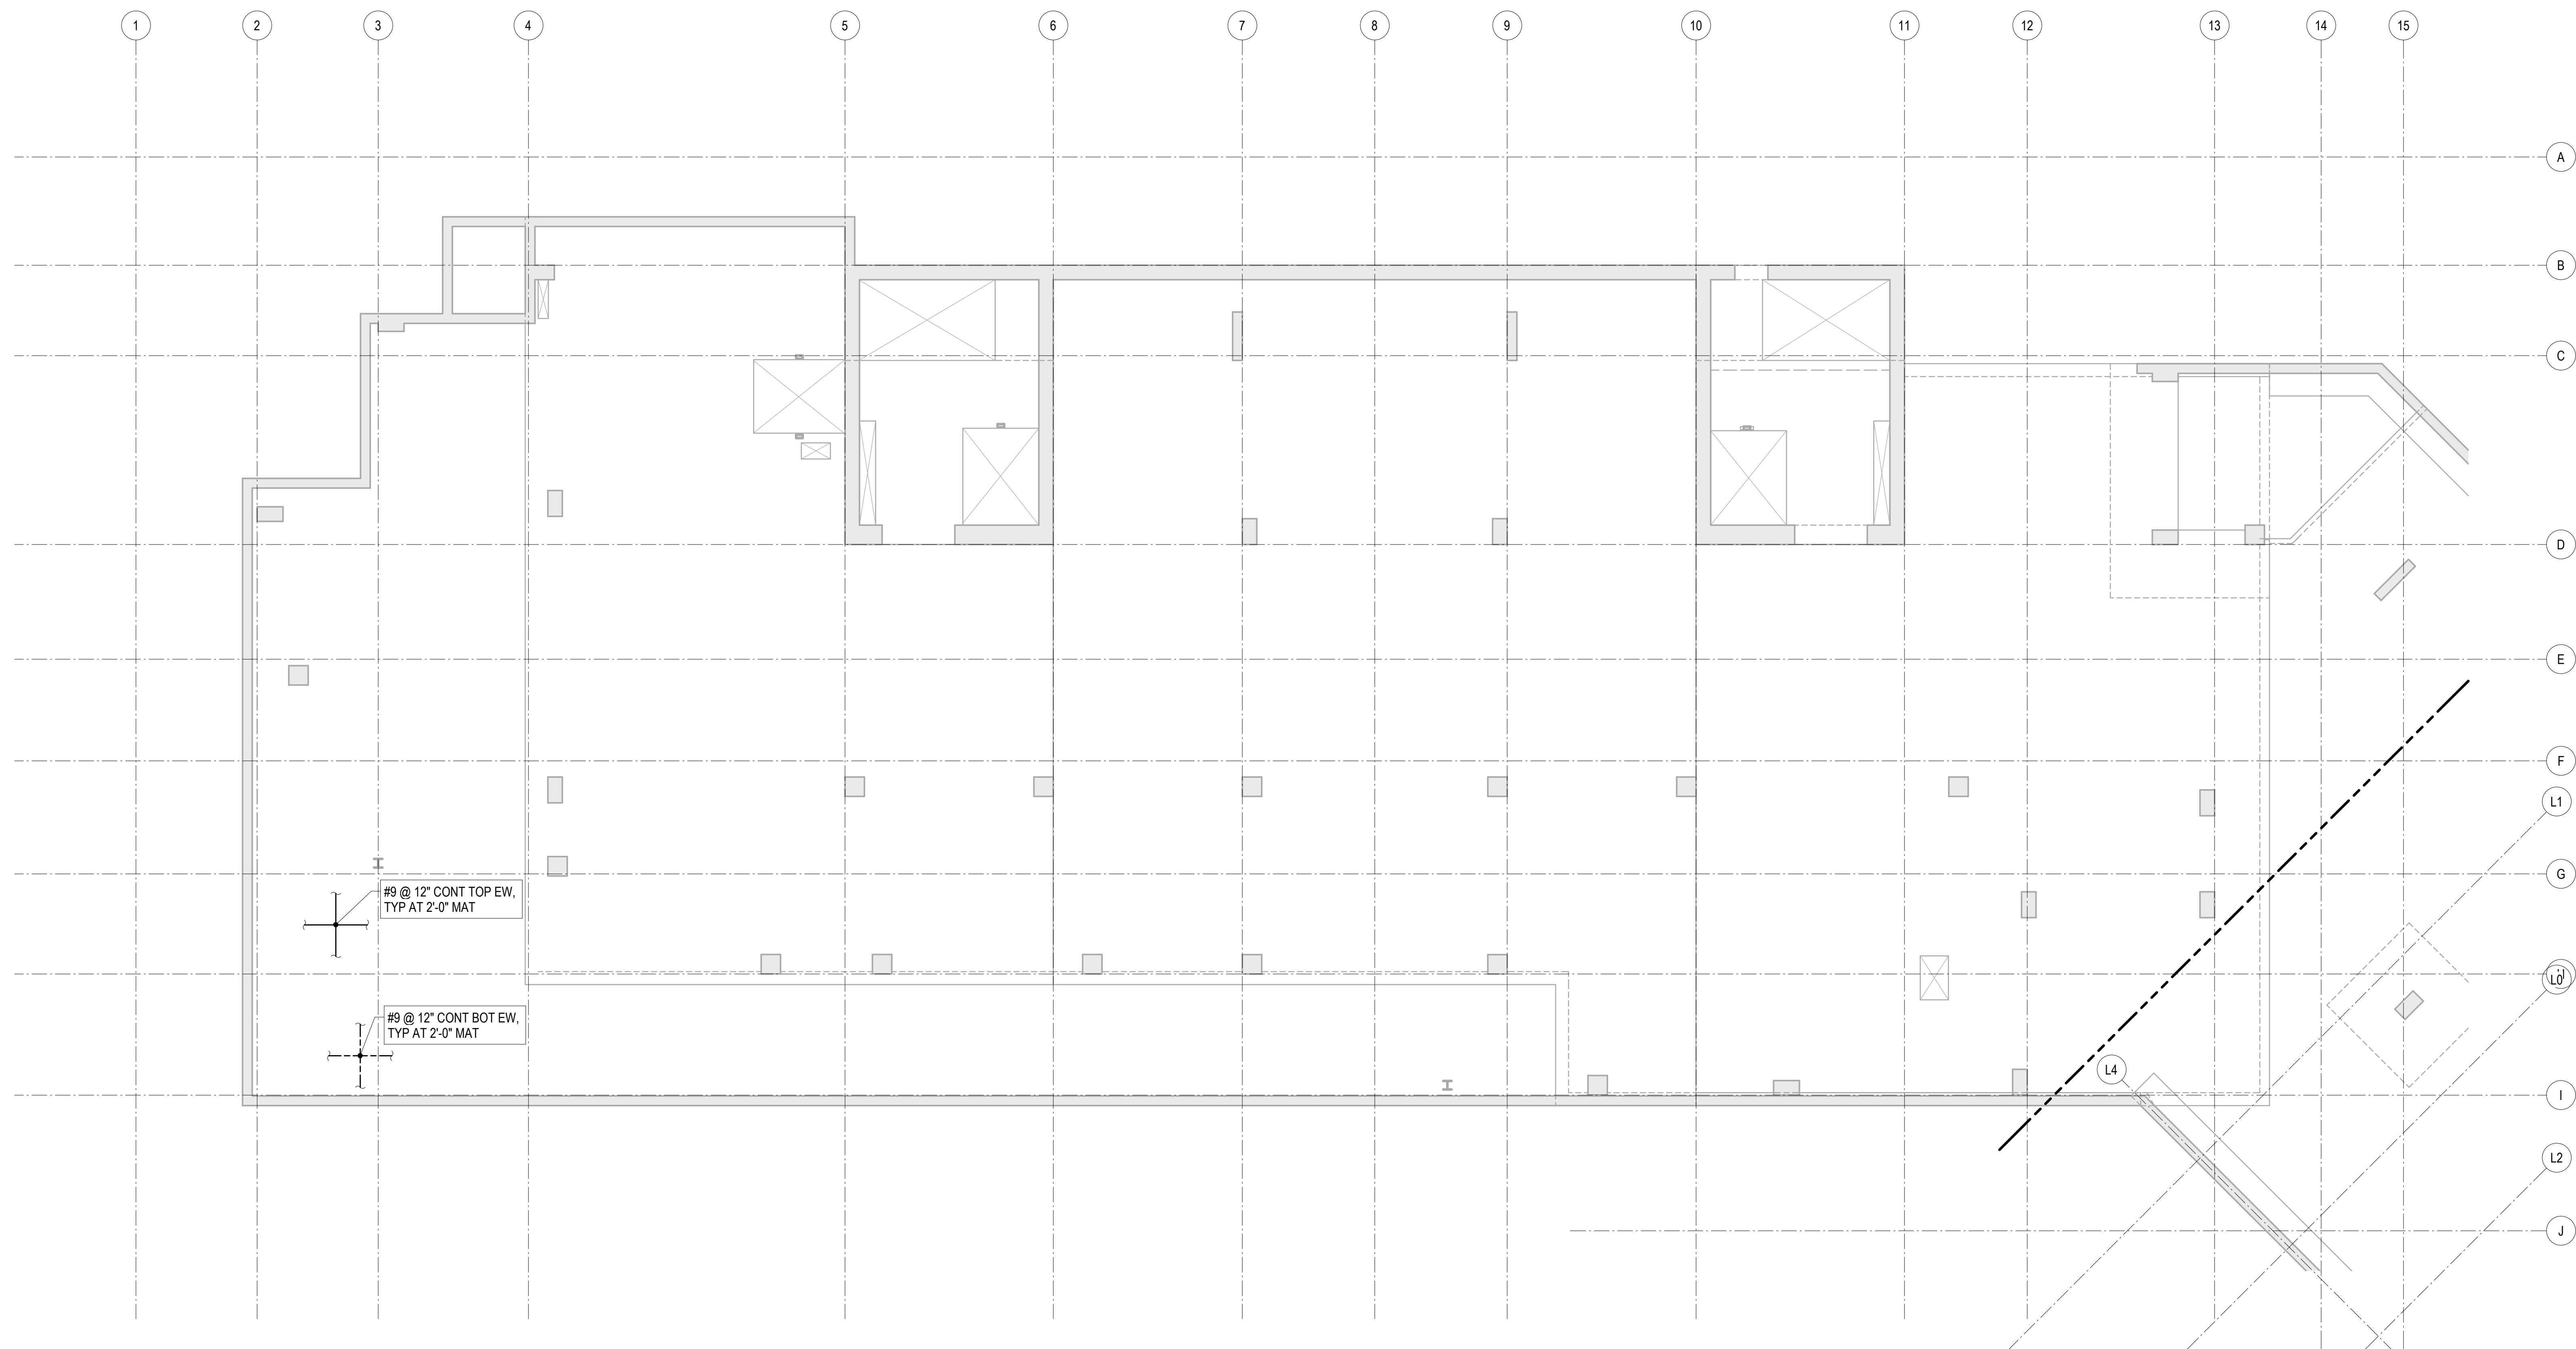 1 2 3 4 5 6 7 8 9 10 11 12 13 14 15
A
B
C
D
E
F
L1
G
#9 @ 12" CONT TOP EW,
TYP AT 2'-0" MAT
L0
#9 @ 12" CONT BOT EW,
TYP AT 2'-0" MAT
L4
I
L2
J